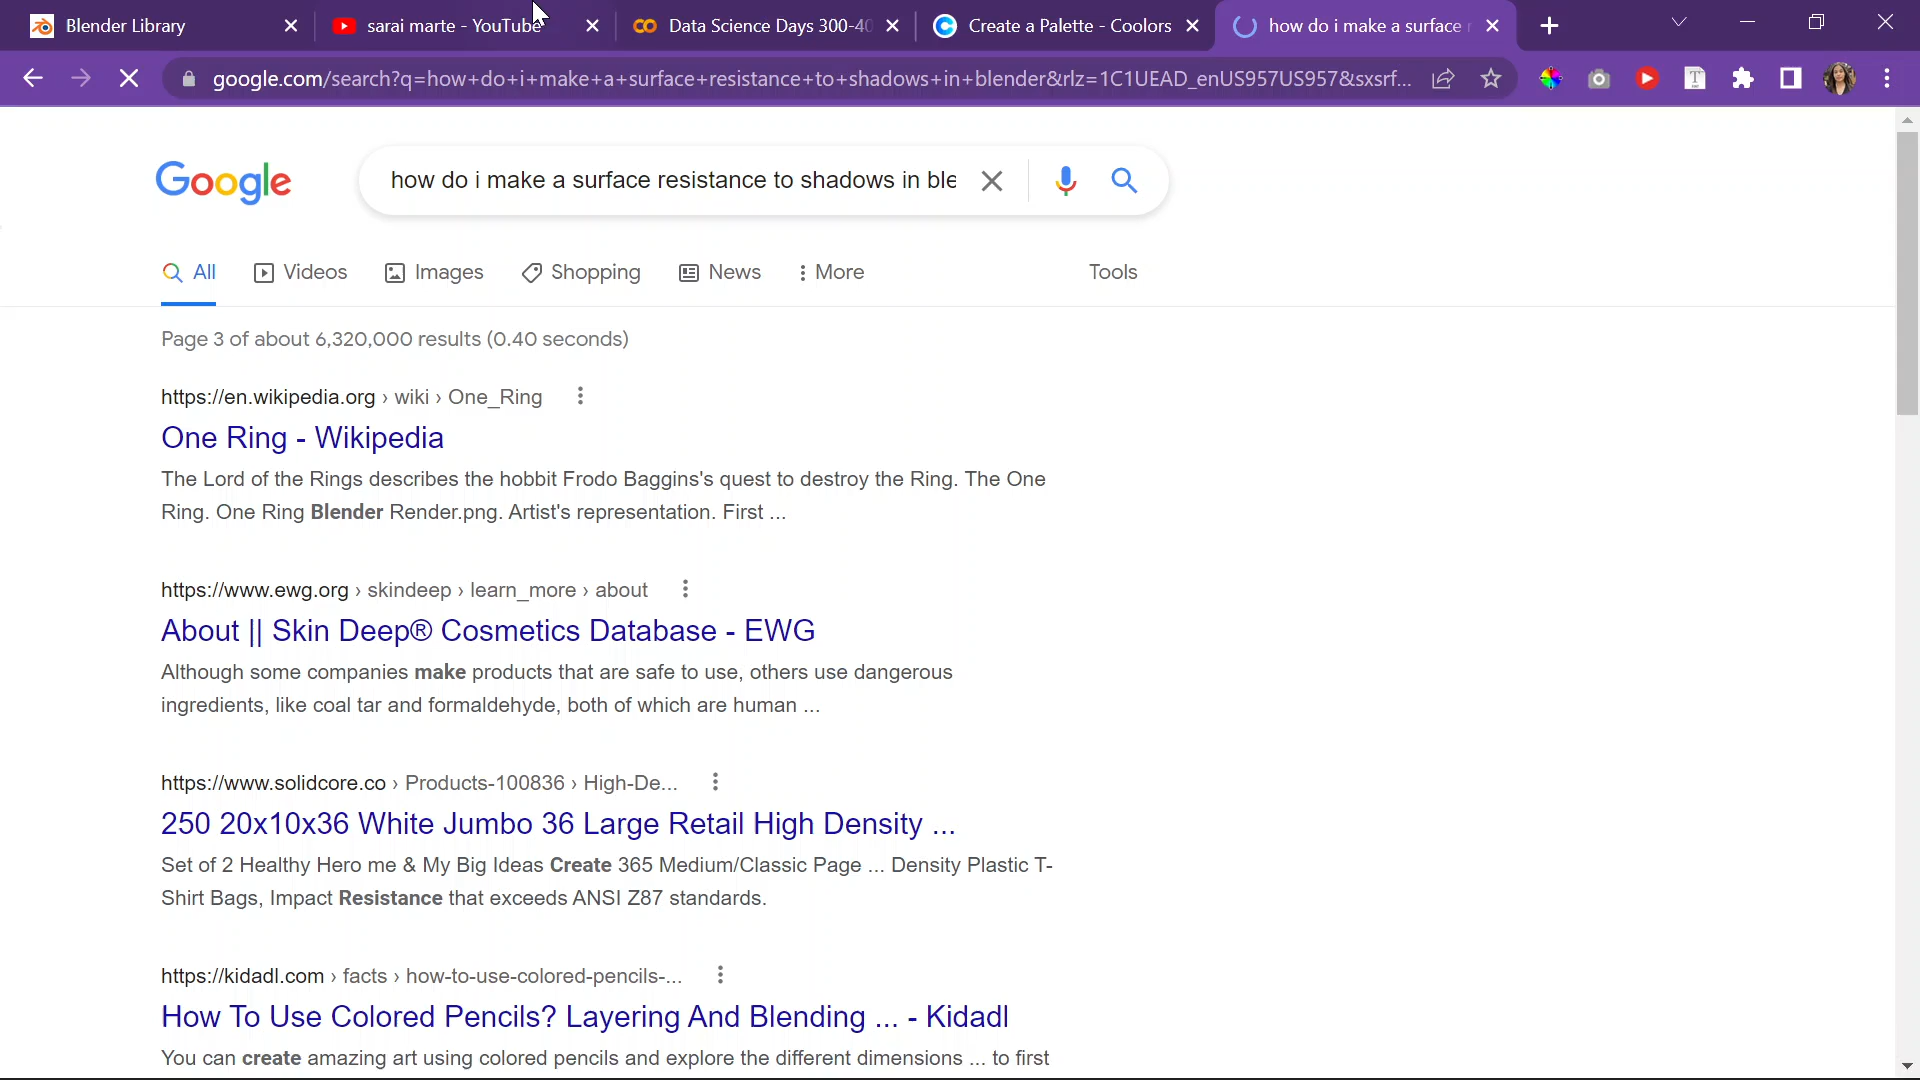 Blender Library
sarai marte - YouTube
Data Science Days 300-40
Create a Palette - Coolors
how do i make a surface r
google.com/search?q=how+do+i+make+a+surface+resistance+to+shadows+in+blender&rlz=1C1UEAD_enUS957US957&sxsrf...
Google
how do i make a surface resistance to shadows in ble
All
Videos
Images
Shopping
News
More
Tools
Page 3 of about 6,320,000 results (0.40 seconds)
https://en.wikipedia.org › wiki › One_Ring
One Ring - Wikipedia
The Lord of the Rings describes the hobbit Frodo Baggins's quest to destroy the Ring. The One
Ring. One Ring Blender Render.png. Artist's representation. First ...
https://www.ewg.org › skindeep › learn_more › about
About || Skin Deep® Cosmetics Database - EWG
Although some companies make products that are safe to use, others use dangerous
ingredients, like coal tar and formaldehyde, both of which are human ...
https://www.solidcore.co › Products-100836 › High-De...
250 20x10x36 White Jumbo 36 Large Retail High Density ...
Set of 2 Healthy Hero me & My Big Ideas Create 365 Medium/Classic Page ... Density Plastic T-
Shirt Bags, Impact Resistance that exceeds ANSI Z87 standards.
https://kidadl.com › facts › how-to-use-colored-pencils-...
How To Use Colored Pencils? Layering And Blending ... - Kidadl
You can create amazing art using colored pencils and explore the different dimensions ... to first